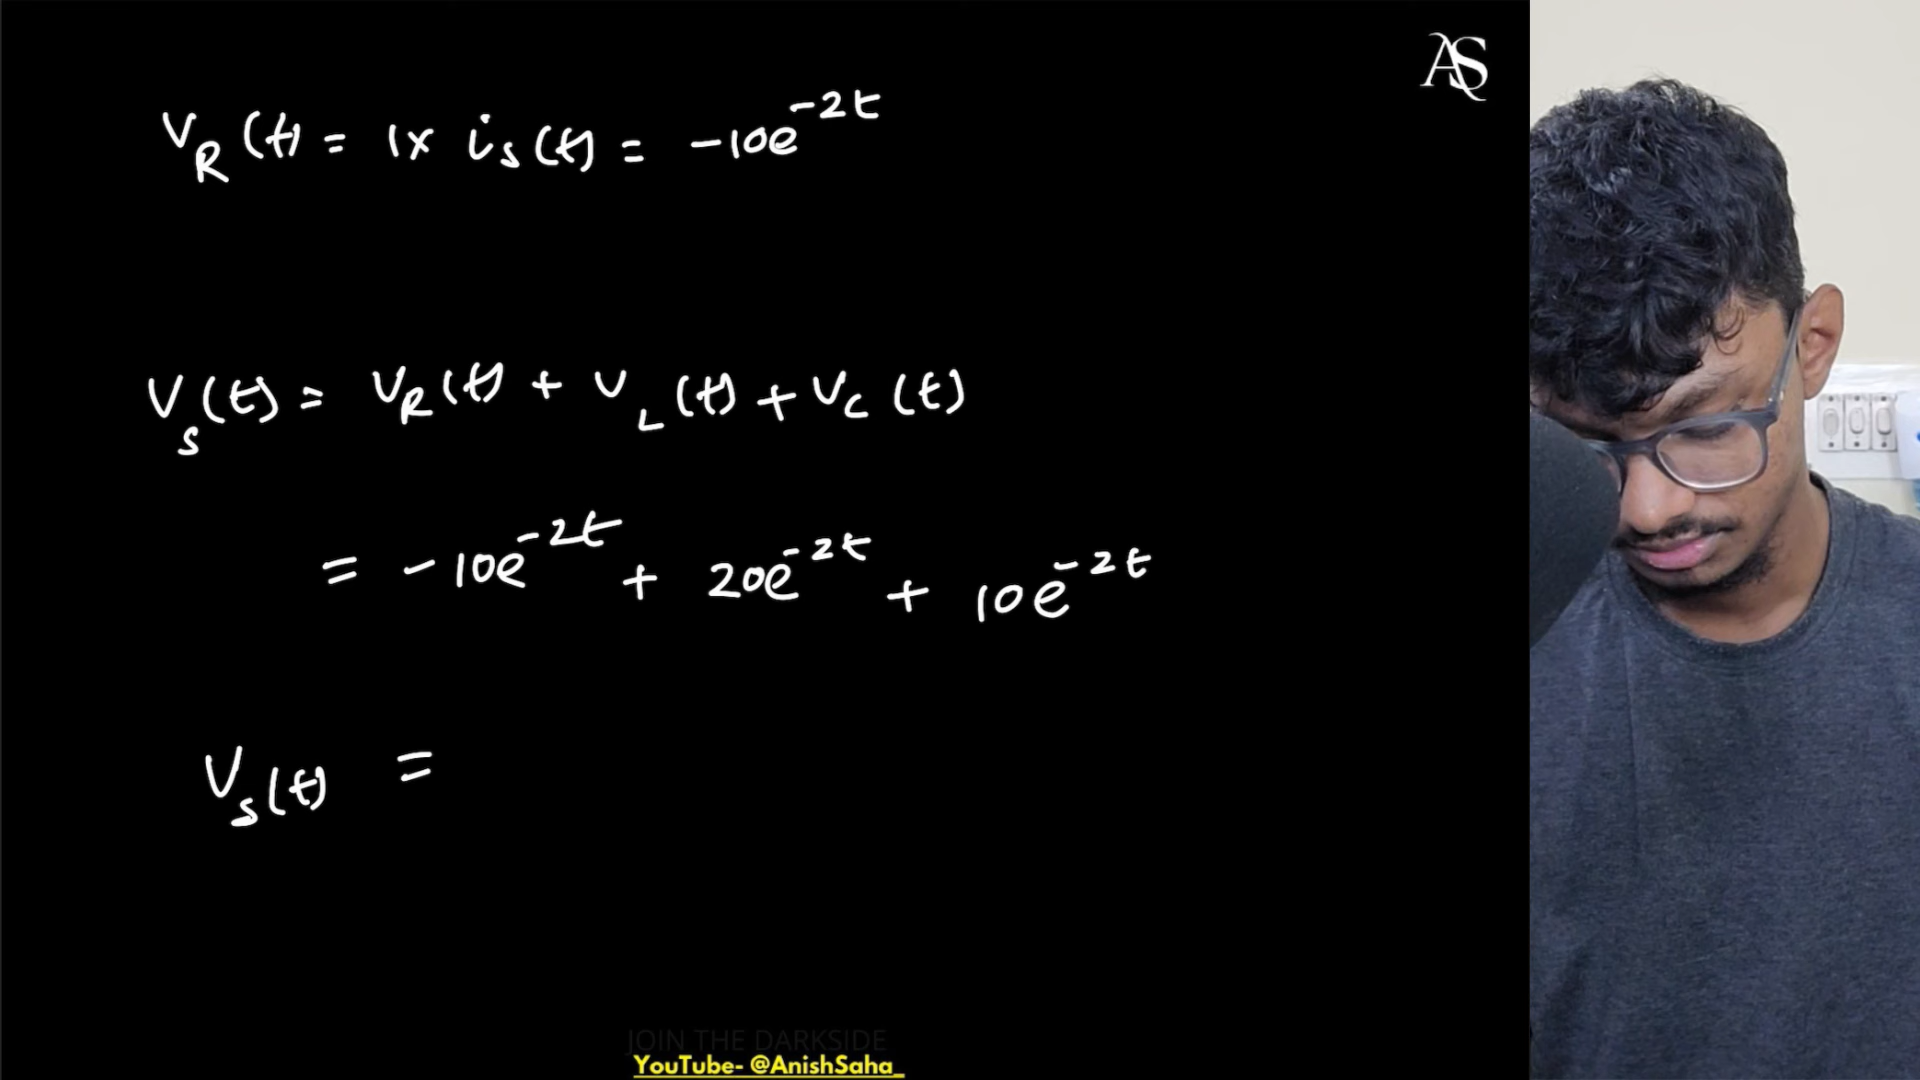 AS
V_R(t) = 1 × i_s(t) = -10e^{-2t}
V_s(t) = V_R(t) + V_L(t) + V_C(t)
= -10e^{-2t} + 20e^{-2t} + 10e^{-2t}
V_s(t) =
JOIN THE DARKSIDE
YouTube- @AnishSaha_